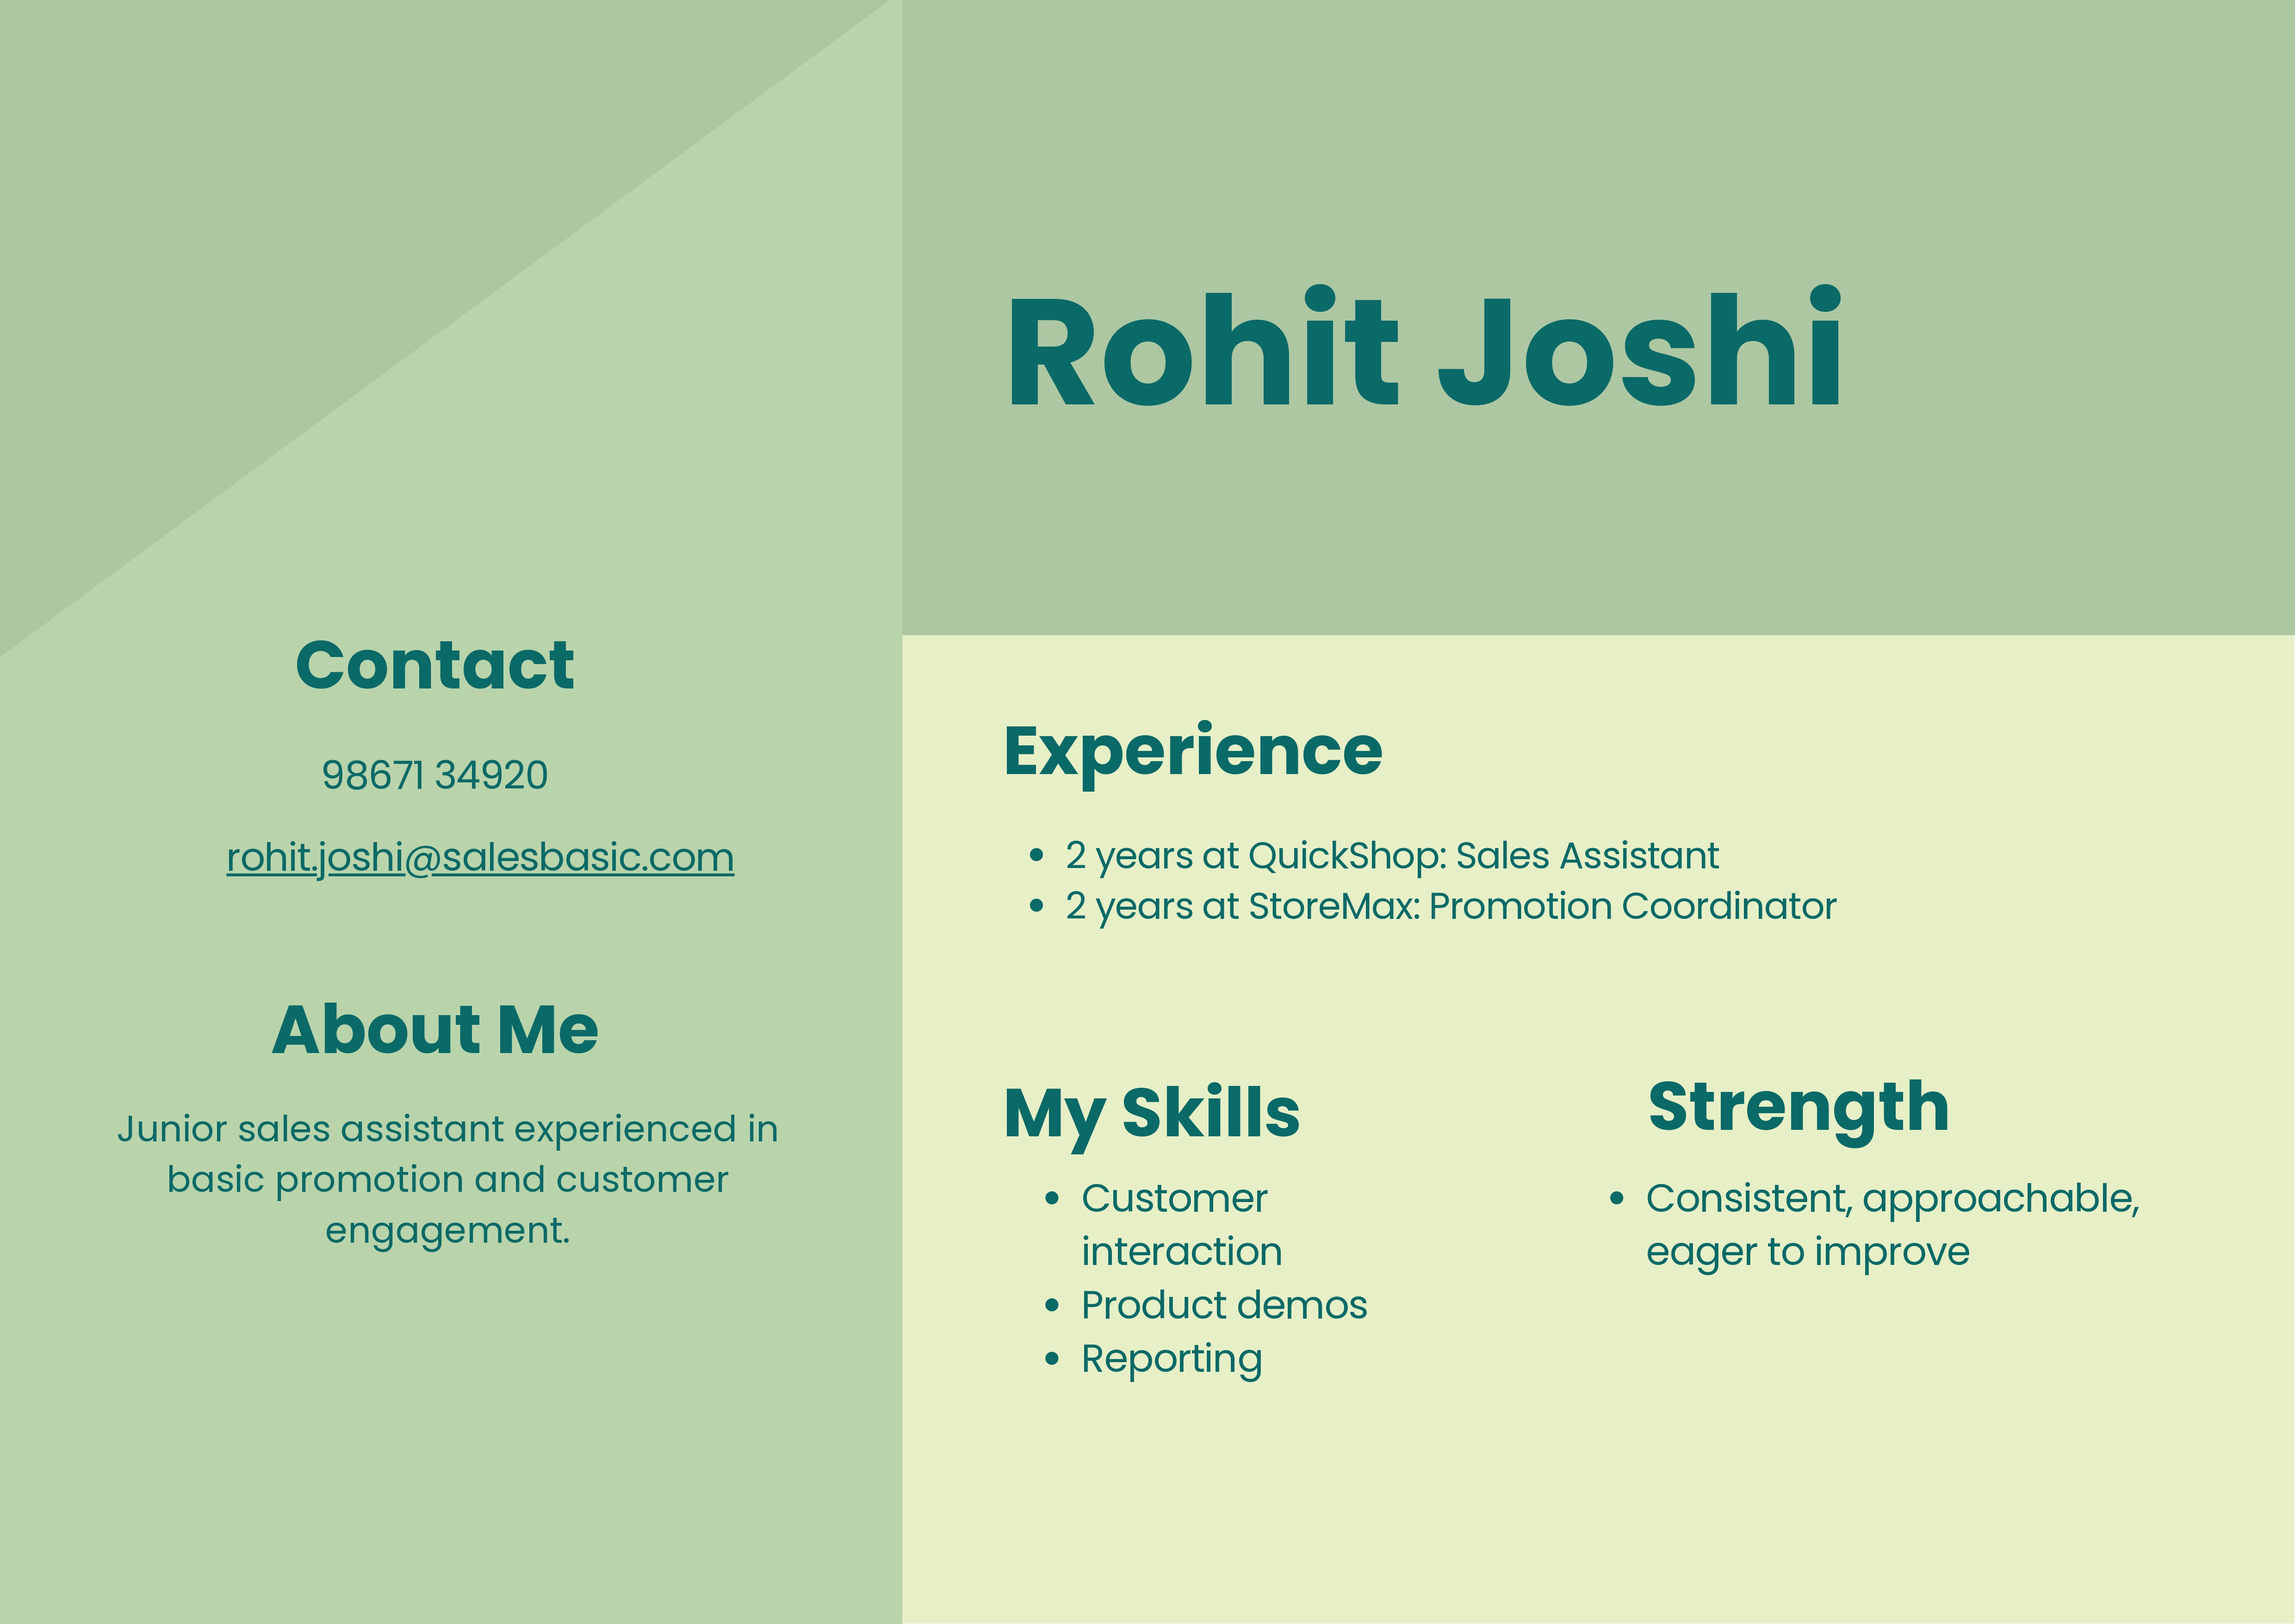 Rohit Joshi
Contact
98671 34920
rohit.joshi@salesbasic.com
About Me
Junior sales assistant experienced in
basic promotion and customer
engagement.
Experience
• 2 years at QuickShop: Sales Assistant
• 2 years at StoreMax: Promotion Coordinator
My Skills
• Customer
interaction
• Product demos
• Reporting
Strength
• Consistent, approachable,
eager to improve